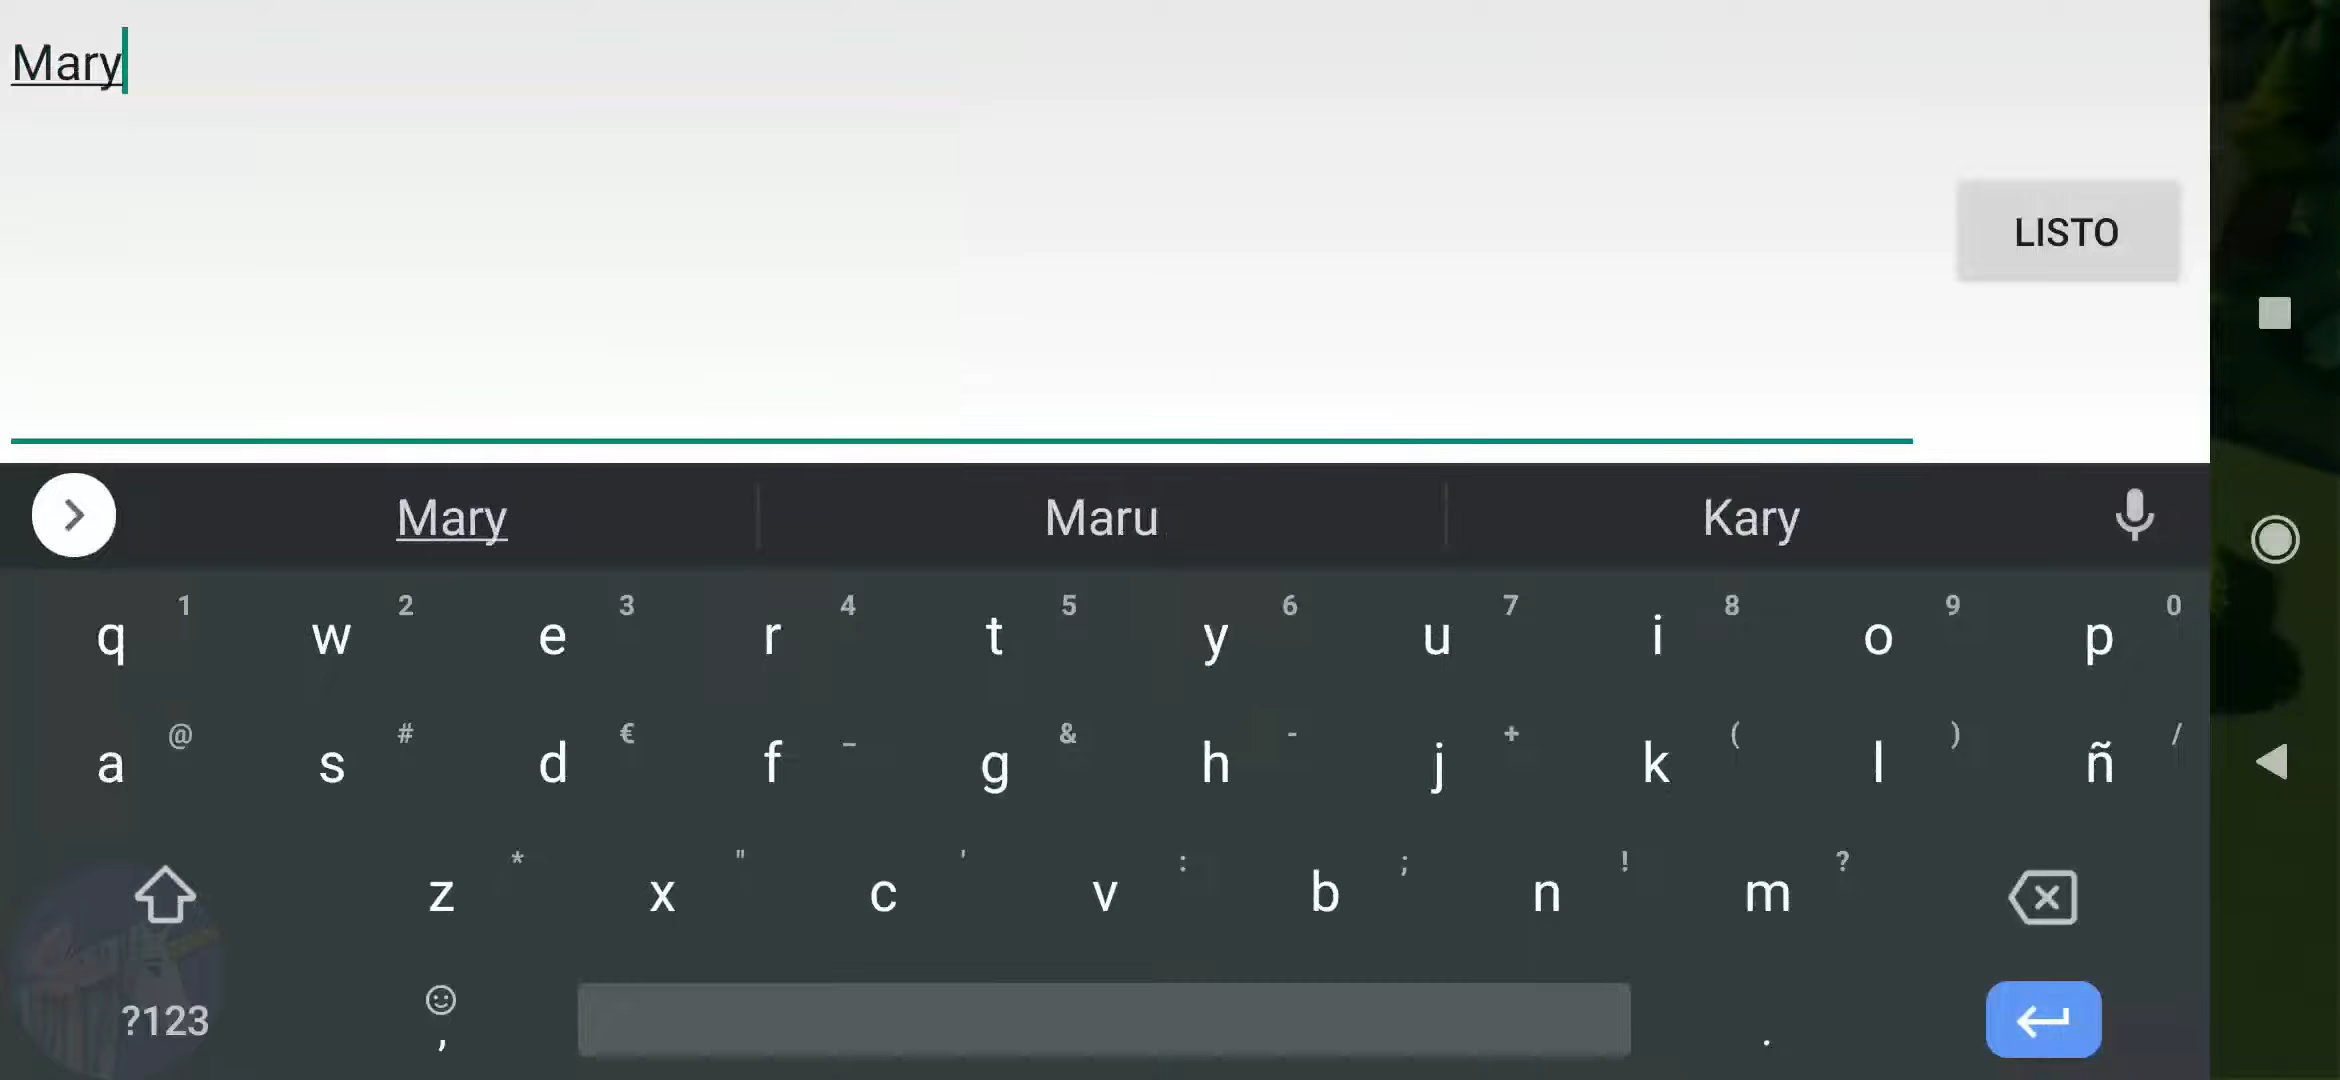 Mary
LISTO
Mary Maru Kary
1 2 3 4 5 6 7 8 9 0
q w e r t y u i o p
@ # € _ & - + ( ) /
a s d f g h j k l ñ
* " ' : ; ! ?
z x c v b n m
?123 , .